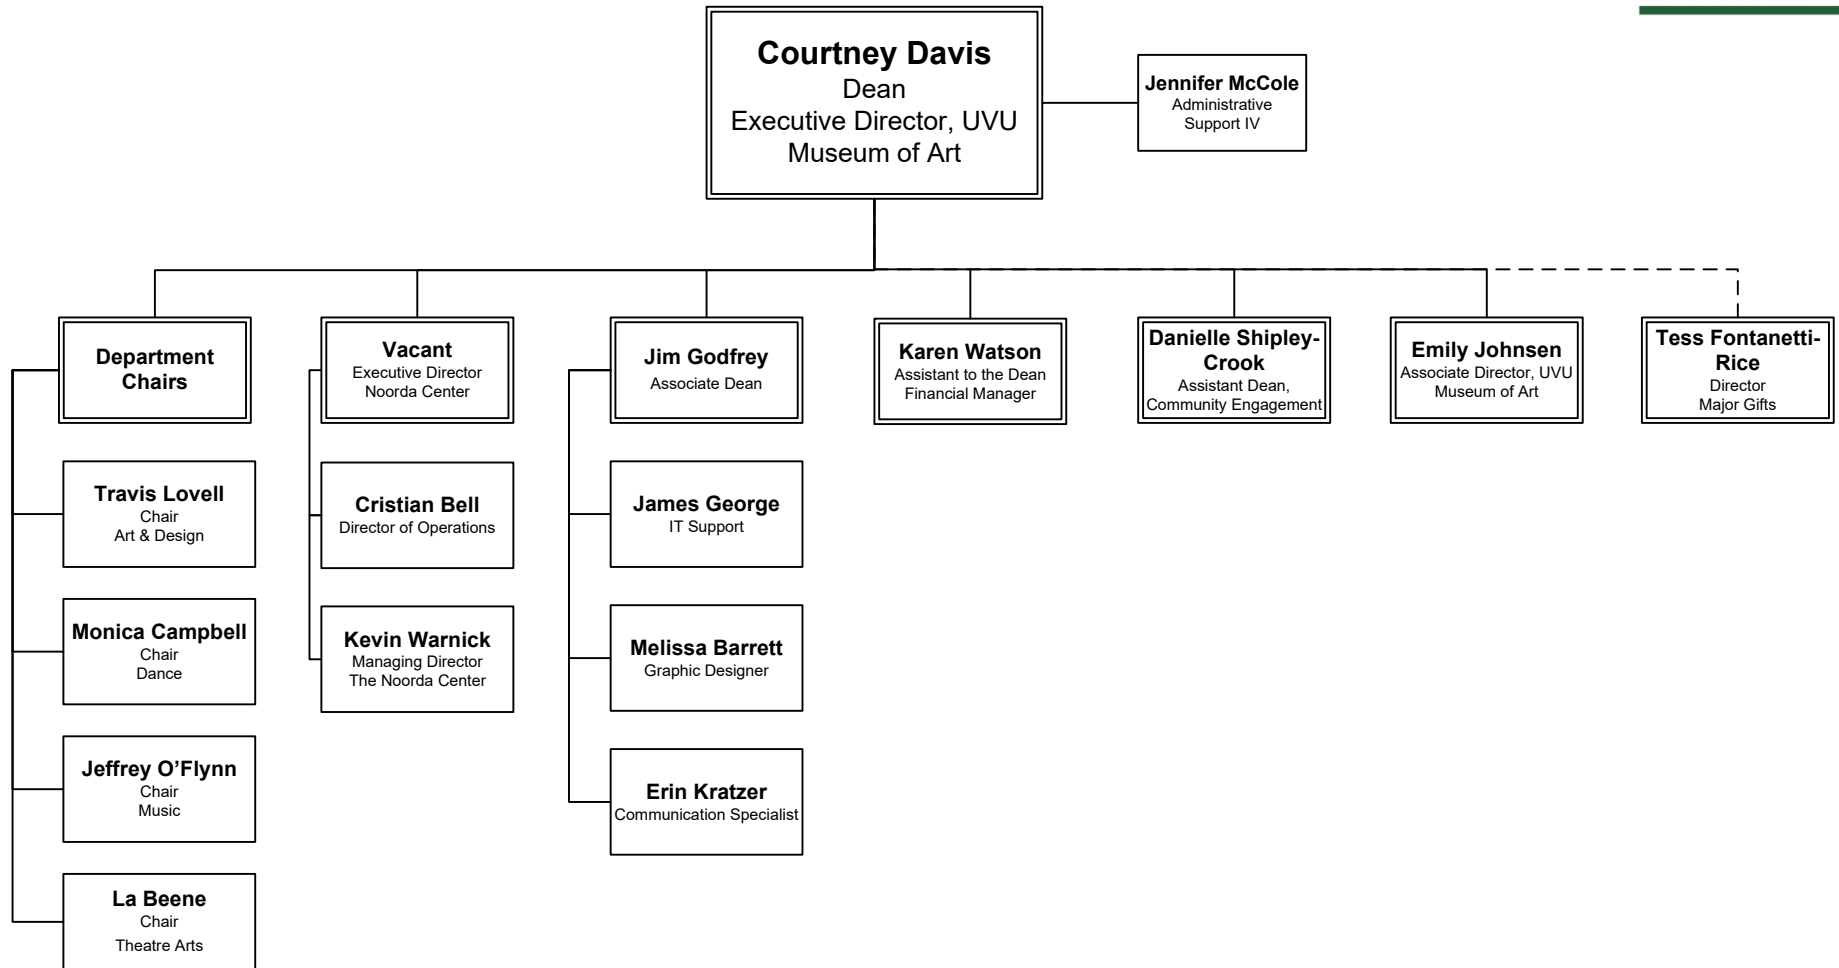 Courtney Davis
Dean
Executive Director, UVU
Museum of Art
Jennifer McCole
Administrative
Support IV
Department
Chairs
Vacant
Executive Director
Noorda Center
Jim Godfrey
Associate Dean
Karen Watson
Assistant to the Dean
Financial Manager
Danielle Shipley-
Crook
Assistant Dean,
Community Engagement
Emily Johnsen
Associate Director, UVU
Museum of Art
Tess Fontanetti-
Rice
Director
Major Gifts
Travis Lovell
Chair
Art & Design
Cristian Bell
Director of Operations
James George
IT Support
Monica Campbell
Chair
Dance
Kevin Warnick
Managing Director
The Noorda Center
Melissa Barrett
Graphic Designer
Jeffrey O’Flynn
Chair
Music
Erin Kratzer
Communication Specialist
La Beene
Chair
Theatre Arts